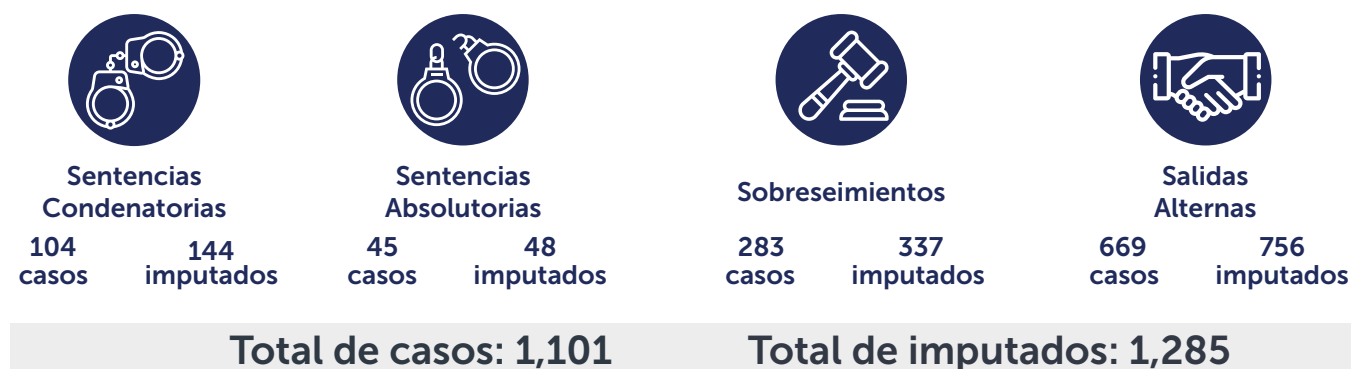 Sentencias
Condenatorias
104
casos
144
imputados
Sentencias
Absolutorias
45
casos
48
imputados
Sobreseimientos
283
casos
337
imputados
Salidas
Alternas
669
casos
756
imputados
Total de casos: 1,101
Total de imputados: 1,285